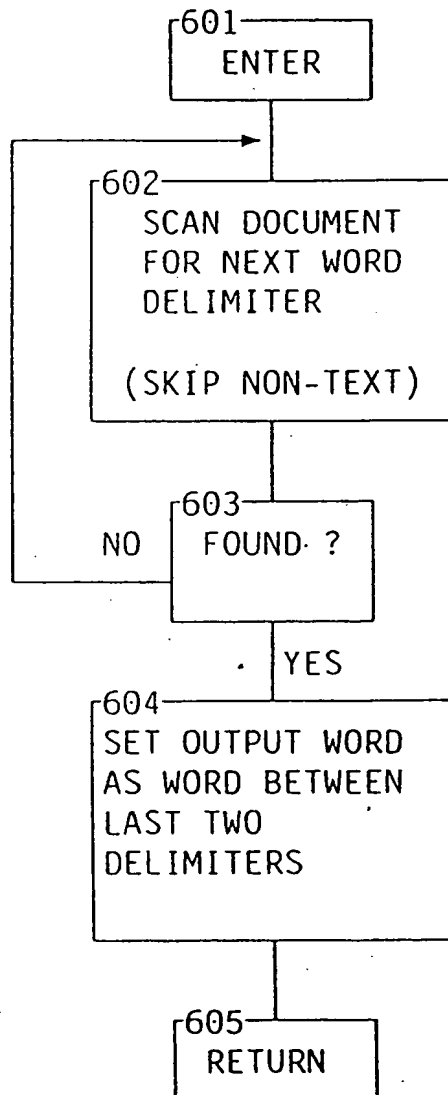 601
ENTER
602
SCAN DOCUMENT
FOR NEXT WORD
DELIMITER
(SKIP NON-TEXT)
603
NO
FOUND ?
YES
604
SET OUTPUT WORD
AS WORD BETWEEN
LAST TWO
DELIMITERS
605
RETURN